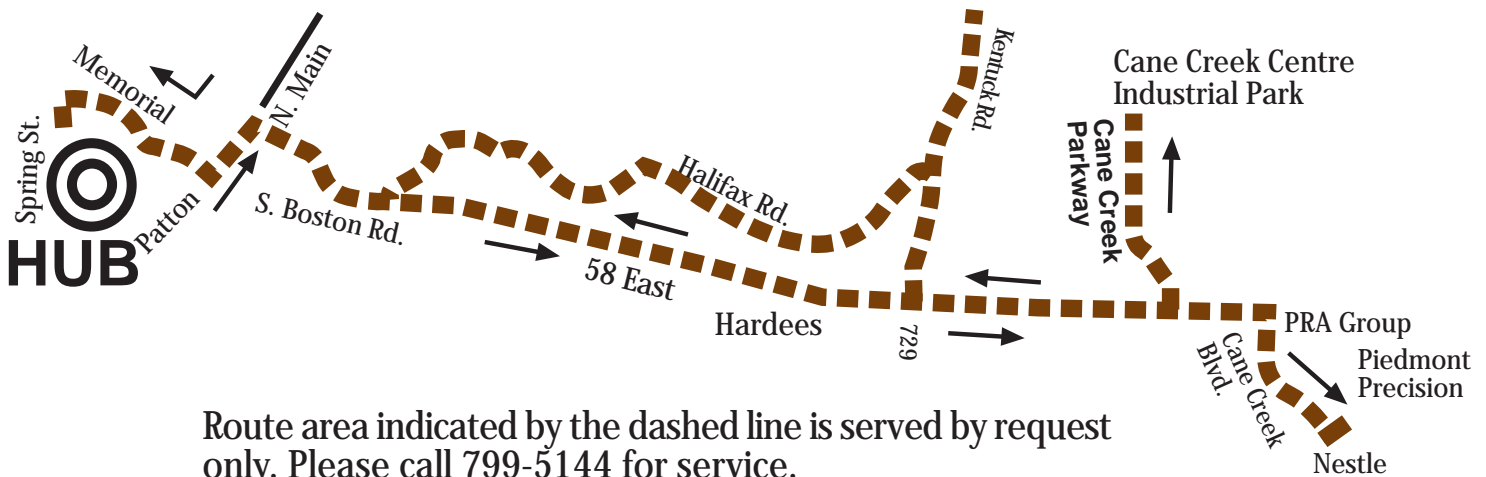 Memorial
N. Main
Kentuck Rd.
Cane Creek Centre
Industrial Park
Cane Creek
Parkway
Spring St.
HUB
Patton
S. Boston Rd.
Halifax Rd.
58 East
Hardees
729
PRA Group
Cane Creek
Blvd.
Piedmont
Precision
Nestle
Route area indicated by the dashed line is served by request
only. Please call 799-5144 for service.